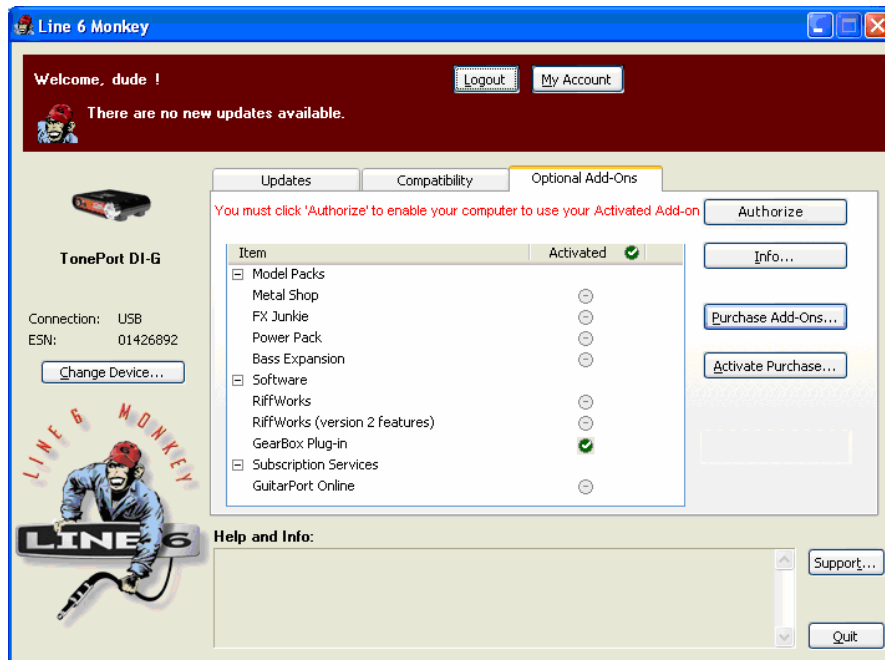 Line 6 Monkey
Welcome, dude !
Logout
My Account
There are no new updates available.
Updates
Compatibility
Optional Add-Ons
You must click 'Authorize' to enable your computer to use your Activated Add-on
Authorize
TonePort DI-G
Item
Activated
Info...
Model Packs
Metal Shop
FX Junkie
Power Pack
Bass Expansion
Purchase Add-Ons...
Activate Purchase...
Connection: USB
ESN: 01426892
Change Device...
Software
RiffWorks
RiffWorks (version 2 features)
GearBox Plug-in
Subscription Services
GuitarPort Online
LINE 6 MONKEY
LINE 6
Help and Info:
Support...
Quit